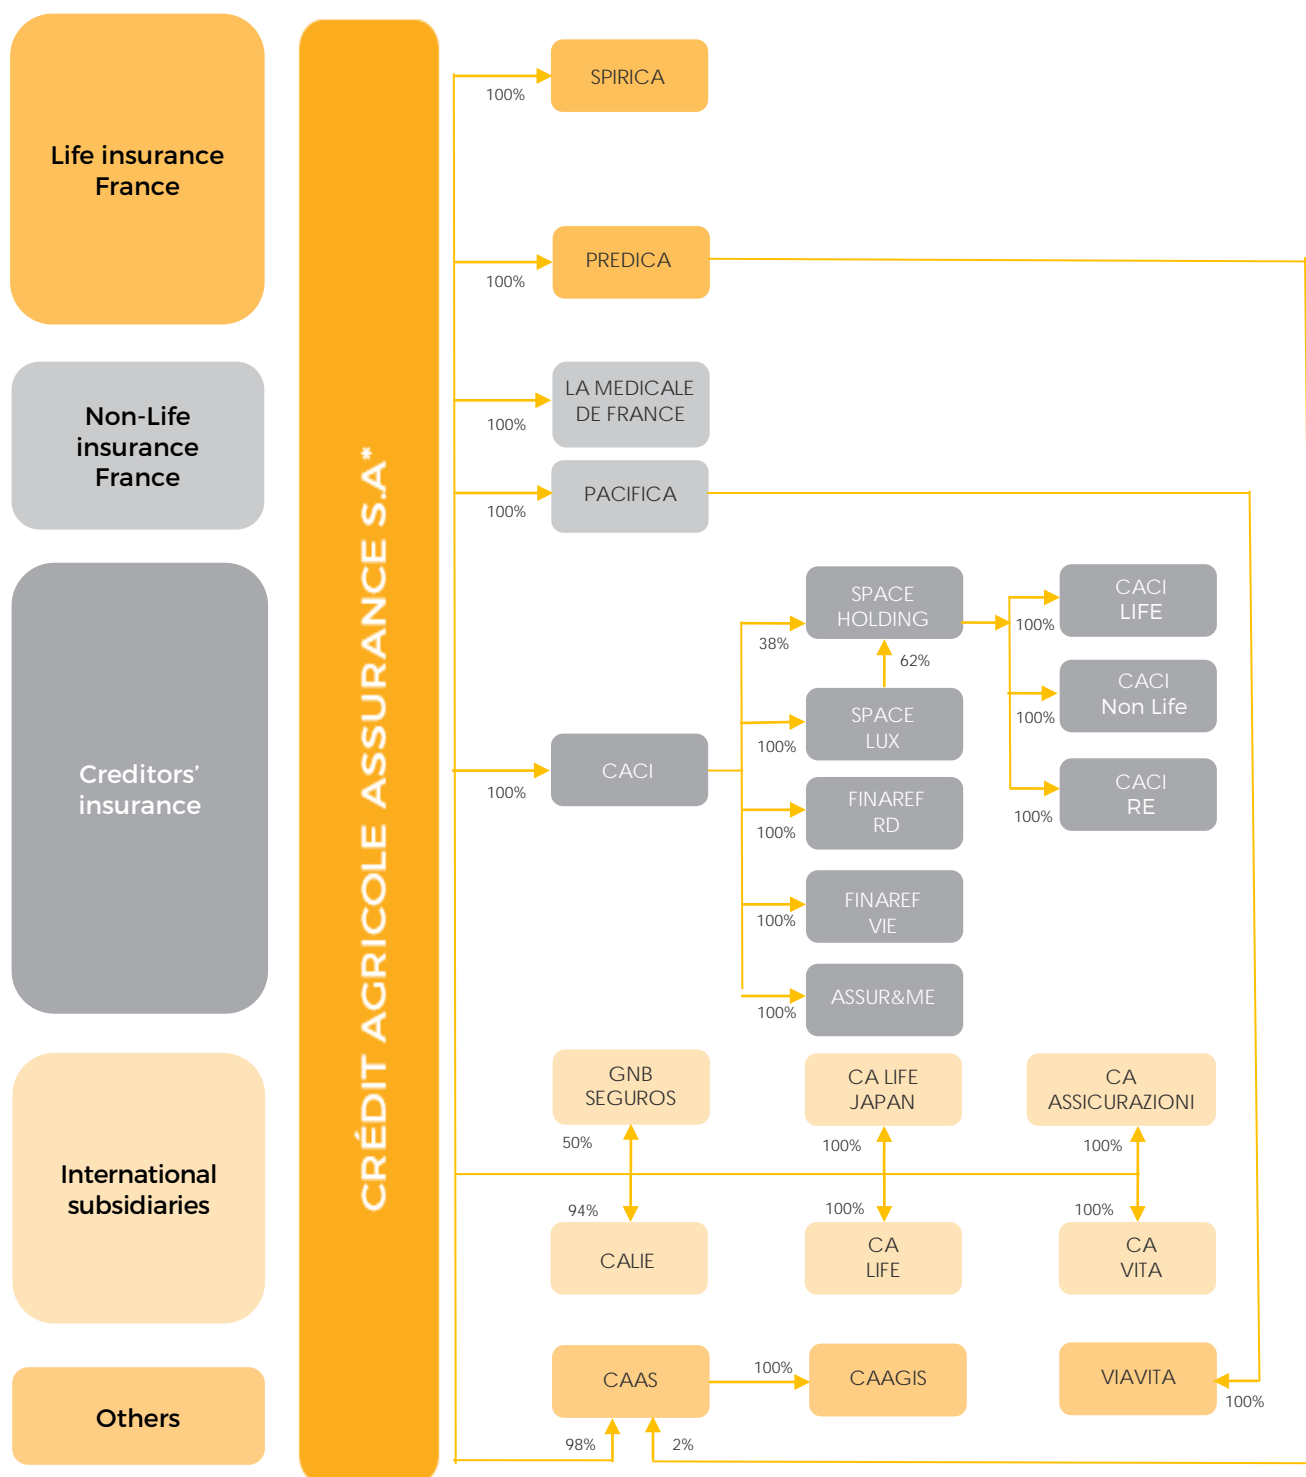 Life insurance
France
Non-Life
insurance
France
Creditors'
insurance
International
subsidiaries
Others
CRÉDIT AGRICOLE ASSURANCE S.A*
100%
SPIRICA
100%
PREDICA
100%
LA MEDICALE
DE FRANCE
100%
PACIFICA
100%
CACI
38%
SPACE
HOLDING
62%
100%
SPACE
LUX
100%
FINAREF
RD
100%
FINAREF
VIE
100%
ASSUR&ME
100%
CACI
LIFE
100%
CACI
Non Life
100%
CACI
RE
GNB
SEGUROS
50%
CA LIFE
JAPAN
100%
CA
ASSICURAZIONI
100%
94%
CALIE
100%
CA
LIFE
100%
CA
VITA
CAAS
100%
CAAGIS
VIAVITA
100%
98%
2%